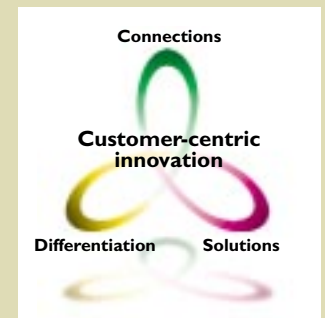 Connections
Customer-centric
innovation
Differentiation Solutions